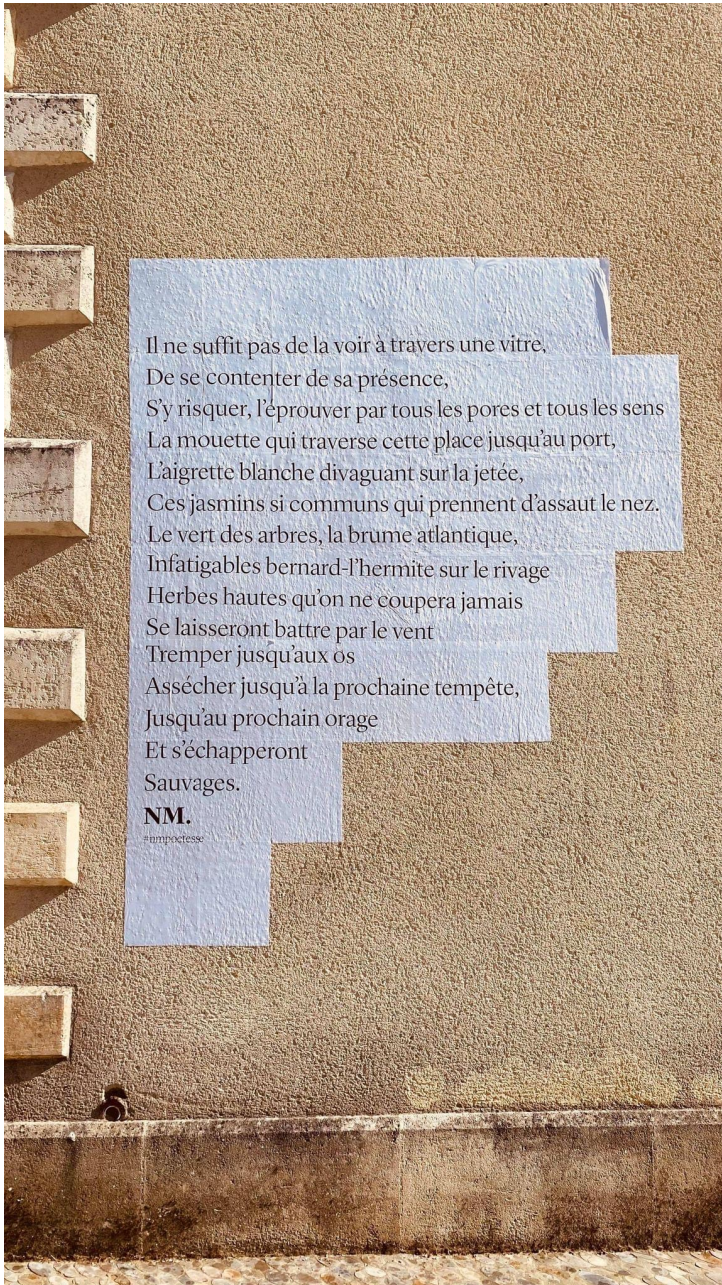 Il ne suffit pas de la voir à travers une vitre,
De se contenter de sa présence,
S'y risquer, l'éprouver par tous les pores et tous les sens
La mouette qui traverse cette place jusqu'au port,
L'aigrette blanche divaguant sur la jetée,
Ces jasmins si communs qui prennent d'assaut le nez.
Le vert des arbres, la brume atlantique,
Infatigables bernard-l'hermite sur le rivage
Herbes hautes qu'on ne coupera jamais
Se laisseront battre par le vent
Tremper jusqu'aux os
Assécher jusqu'à la prochaine tempête,
Jusqu'au prochain orage
Et s'échapperont
Sauvages.
NM.
#nmpoetesse